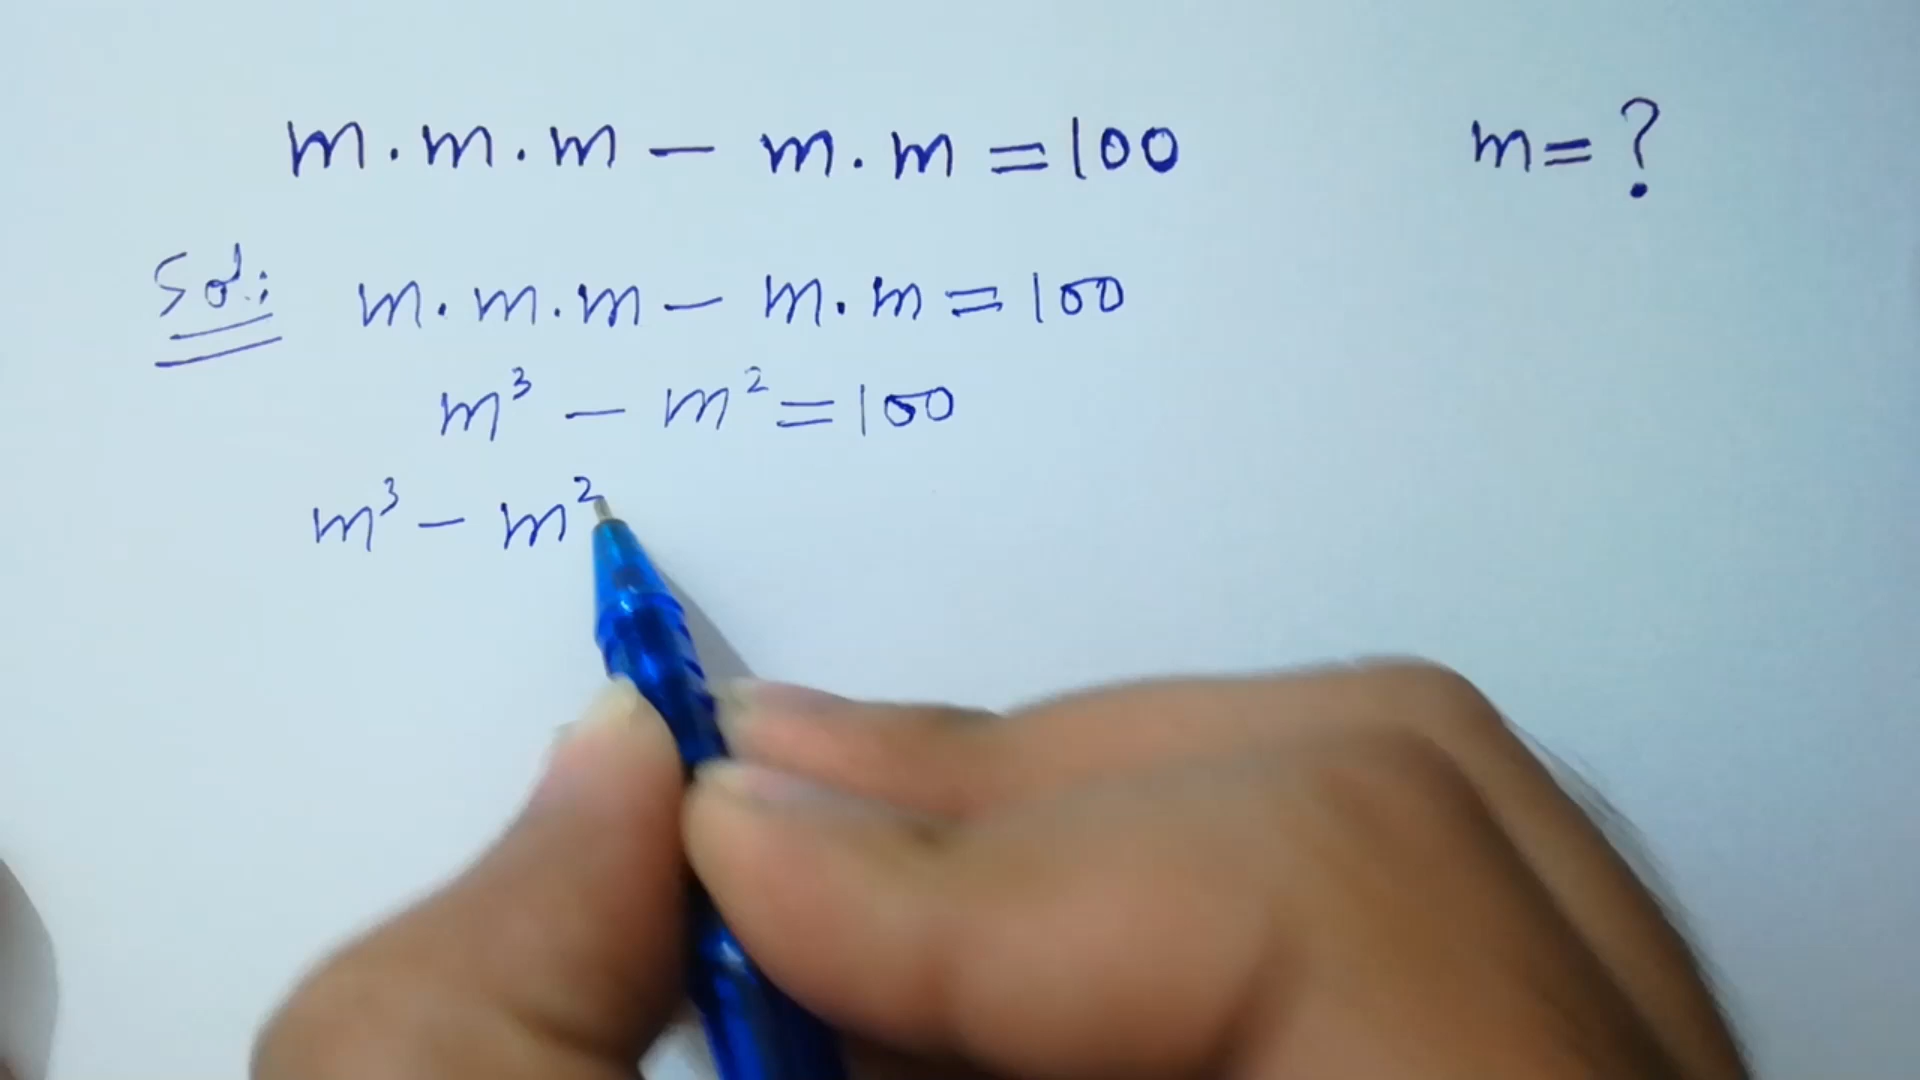 m.m.m - m.m = 100 m = ?
Sol: m.m.m - m.m = 100
m³ - m² = 100
m³ - m²